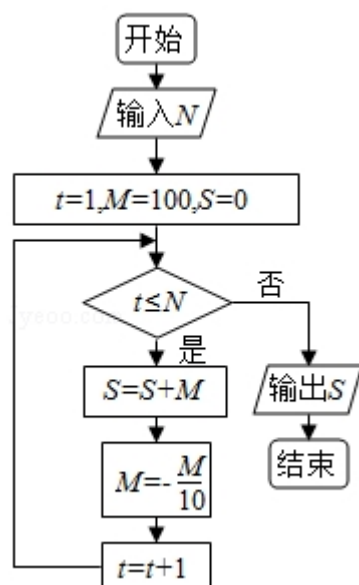 开始
输入N
t=1,M=100,S=0
t≤N
否
是
S=S+M
输出S
M=-M/10
结束
t=t+1